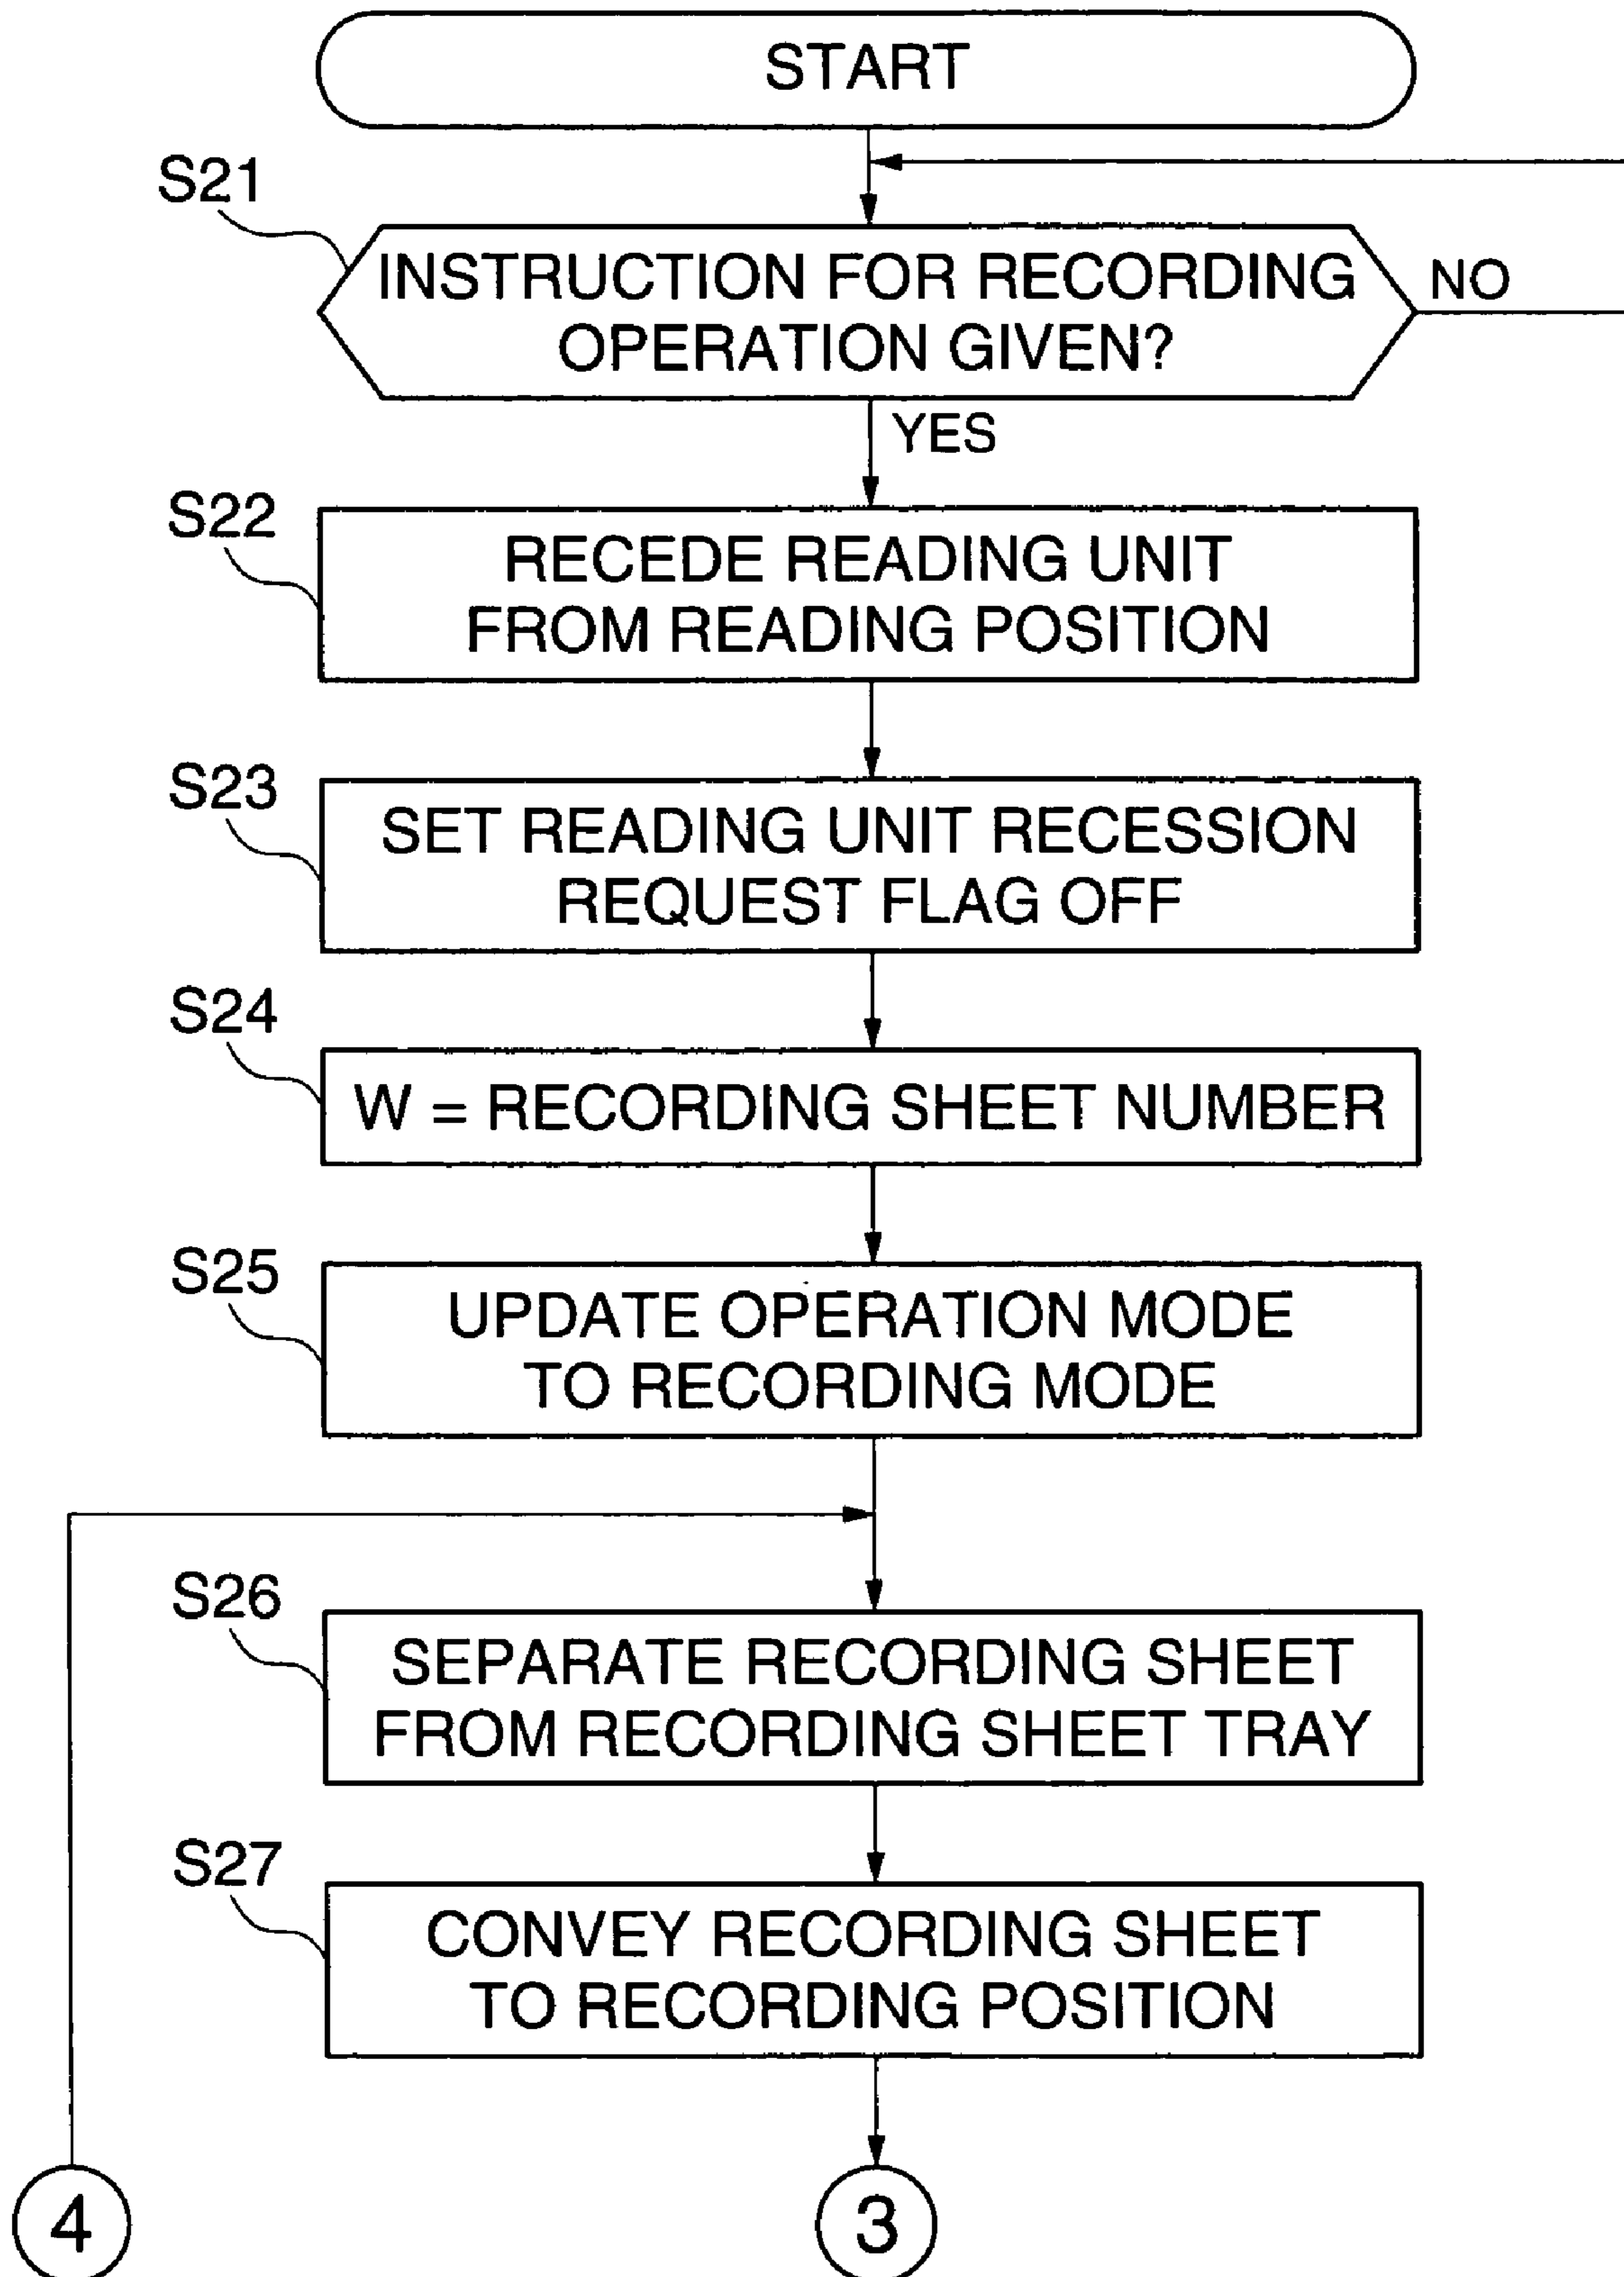 START
S21
INSTRUCTION FOR RECORDING
OPERATION GIVEN?
NO
YES
S22
RECEDE READING UNIT
FROM READING POSITION
S23
SET READING UNIT RECESSION
REQUEST FLAG OFF
S24
W = RECORDING SHEET NUMBER
S25
UPDATE OPERATION MODE
TO RECORDING MODE
S26
SEPARATE RECORDING SHEET
FROM RECORDING SHEET TRAY
S27
CONVEY RECORDING SHEET
TO RECORDING POSITION
4
3